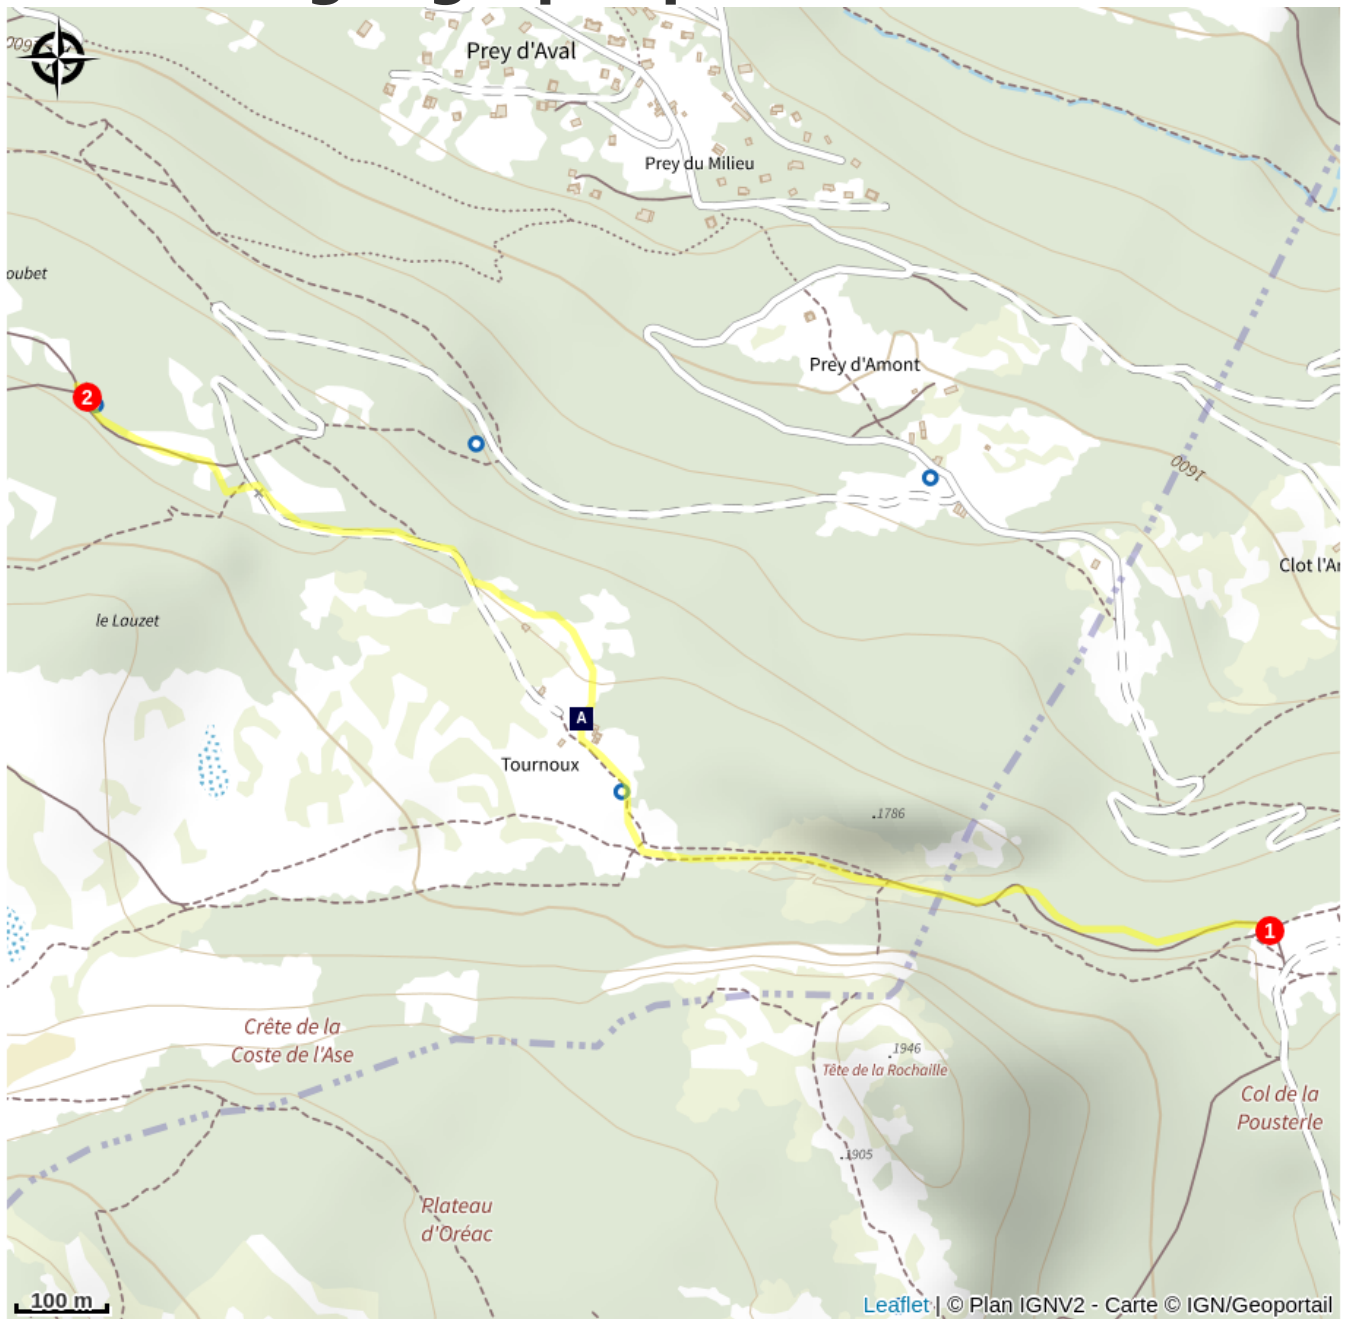 2600
Prey d'Aval
Prey du Milieu
oubet
Prey d'Amont
2
1600
Clot l'Ar
le Lauzet
A
Tournoux
.1786
1
Crête de la
Coste de l'Ase
.1946
Tête de la Rochaille
Col de la
Pousterle
.1905
Plateau
d'Oréac
100 m
Leaflet | © Plan IGNV2 - Carte © IGN/Geoportail